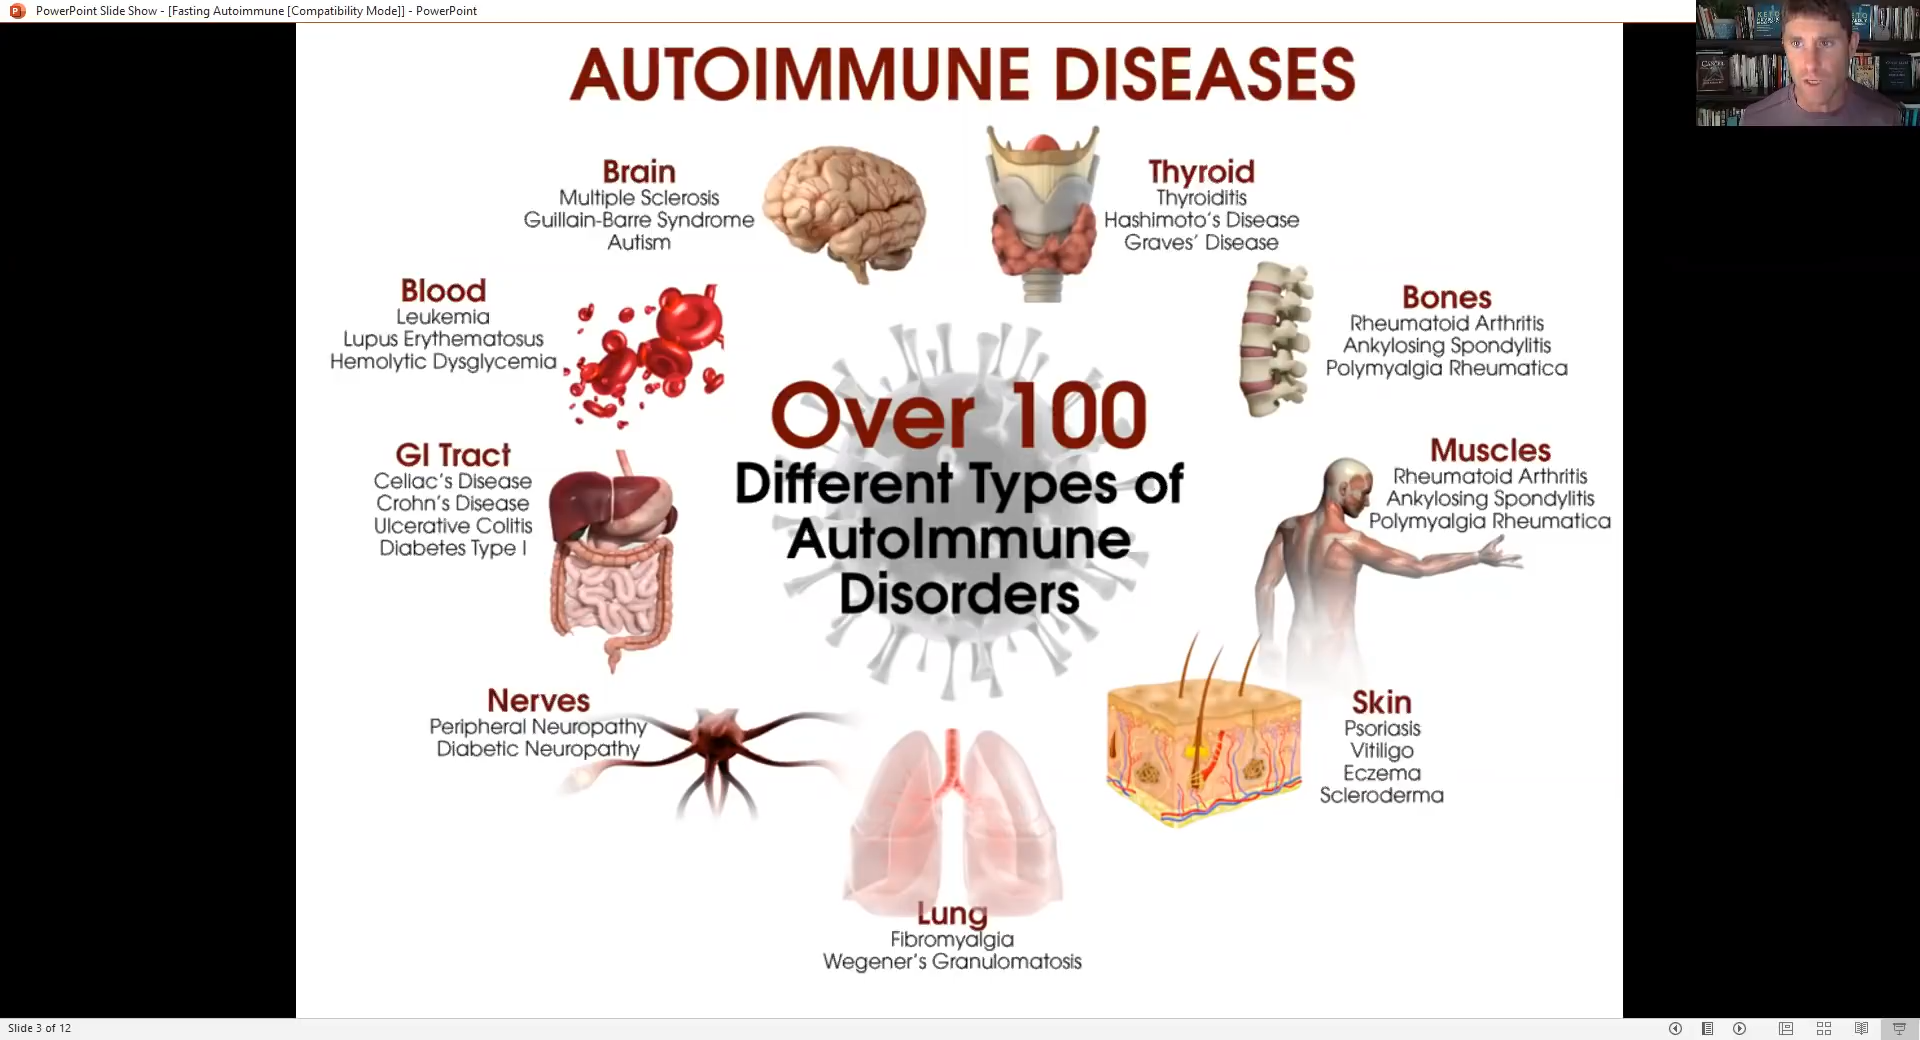 PowerPoint Slide Show - [Fasting Autoimmune [Compatibility Mode]] - PowerPoint
AUTOIMMUNE DISEASES
Brain
Multiple Sclerosis
Guillain-Barre Syndrome
Autism
Thyroid
Thyroiditis
Hashimoto's Disease
Graves' Disease
Blood
Leukemia
Lupus Erythematosus
Hemolytic Dysglycemia
Bones
Rheumatoid Arthritis
Ankylosing Spondylitis
Polymyalgia Rheumatica
Over 100
Different Types of
AutoImmune
Disorders
GI Tract
Celiac's Disease
Crohn's Disease
Ulcerative Colitis
Diabetes Type I
Muscles
Rheumatoid Arthritis
Ankylosing Spondylitis
Polymyalgia Rheumatica
Nerves
Peripheral Neuropathy
Diabetic Neuropathy
Skin
Psoriasis
Vitiligo
Eczema
Scleroderma
Lung
Fibromyalgia
Wegener's Granulomatosis
Slide 3 of 12